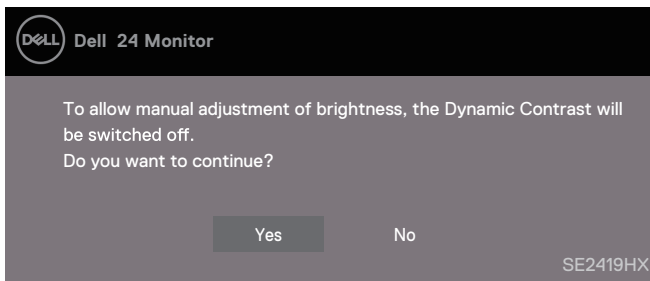 DELL Dell 24 Monitor
To allow manual adjustment of brightness, the Dynamic Contrast will
be switched off.
Do you want to continue?
Yes No
SE2419HX